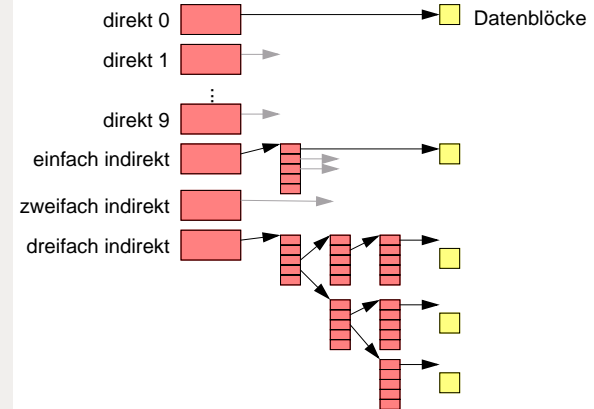 direkt 0
Datenblöcke
direkt 1
...
direkt 9
einfach indirekt
zweifach indirekt
dreifach indirekt